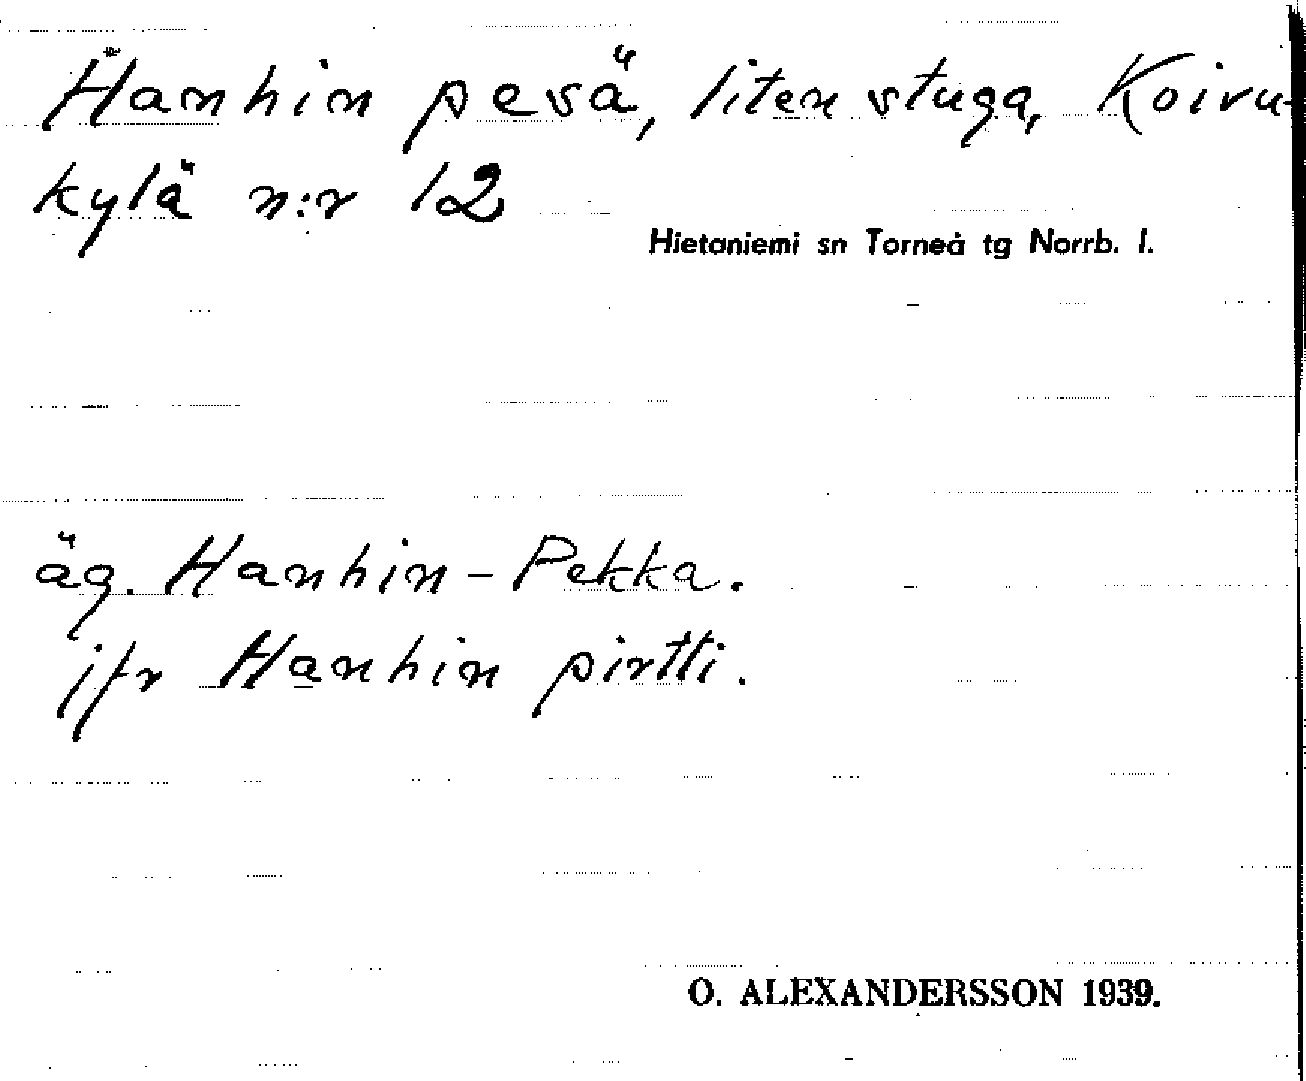 Hanhin pesä, liten stuga, Koivu-
kylä n:r 12
Hietaniemi sn Torneå tg Norrb. l.
äg. Hanhin-Pekka.
jfr Hanhin pirtti.
O. ALEXANDERSSON 1939.